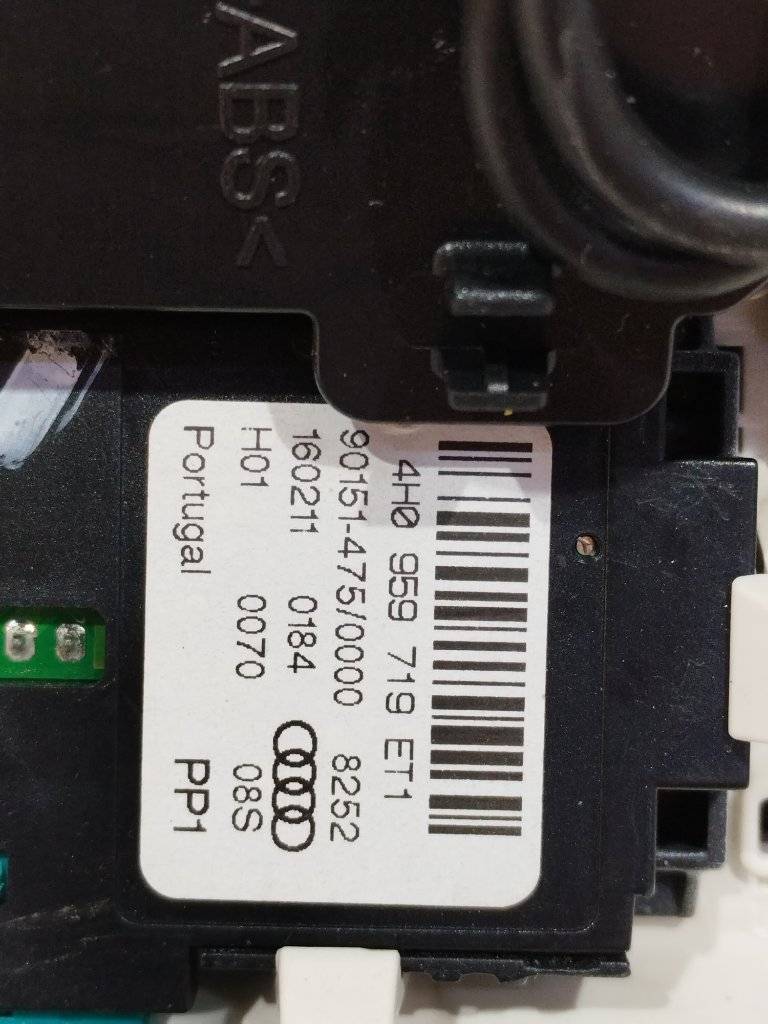 ABS<
4H0 959 719 ET1
90151-475/0000 8252
160211 0184
H01 0070 08S
Portugal PP1